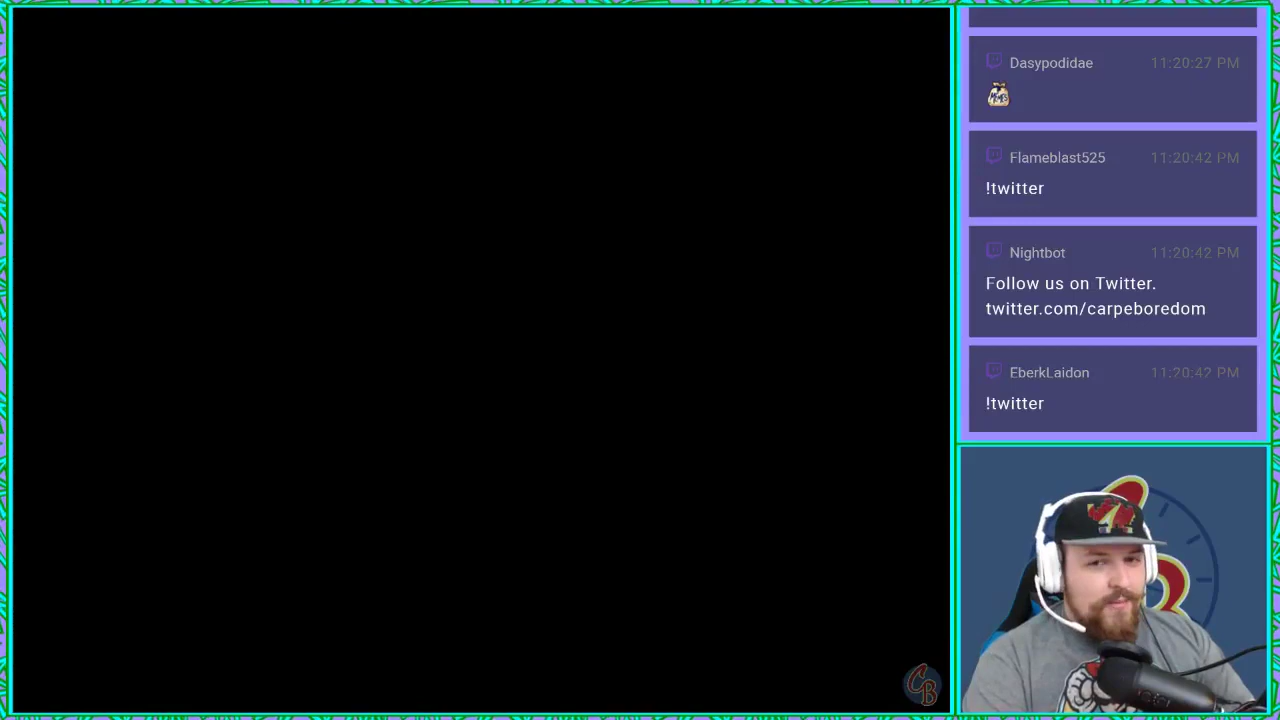 Dasypodidae 11:20:27 PM
Flameblast525 11:20:42 PM
!twitter
Nightbot 11:20:42 PM
Follow us on Twitter.
twitter.com/carpeboredom
EberkLaidon 11:20:42 PM
!twitter
CB